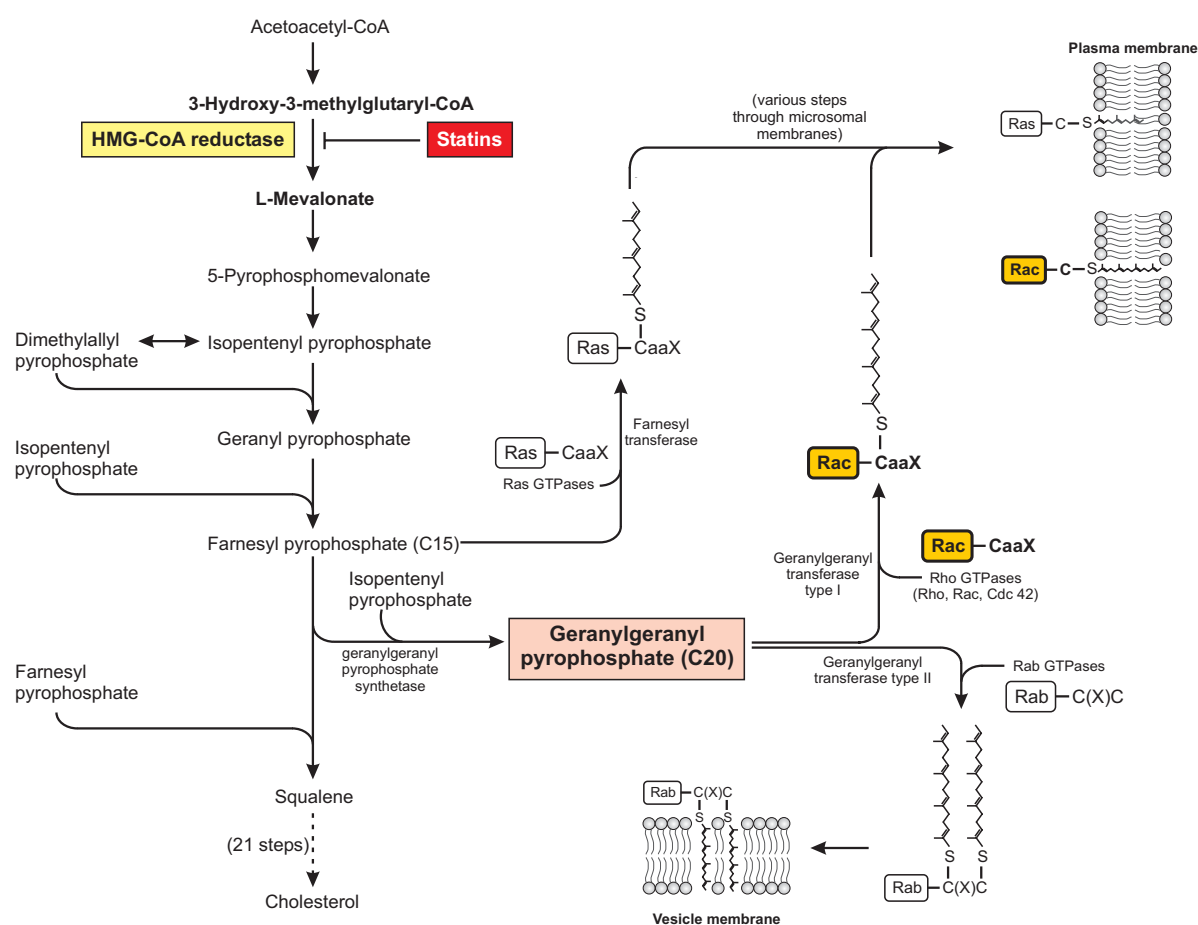 Acetoacetyl-CoA
3-Hydroxy-3-methylglutaryl-CoA
HMG-CoA reductase
Statins
L-Mevalonate
5-Pyrophosphomevalonate
Dimethylallyl
pyrophosphate
Isopentenyl pyrophosphate
Geranyl pyrophosphate
Isopentenyl
pyrophosphate
Farnesyl pyrophosphate (C15)
Isopentenyl
pyrophosphate
geranylgeranyl
pyrophosphate
synthetase
Geranylgeranyl
pyrophosphate (C20)
Farnesyl
pyrophosphate
Squalene
(21 steps)
Cholesterol
Ras CaaX
Ras GTPases
Farnesyl
transferase
S
Ras CaaX
(various steps
through microsomal
membranes)
Plasma membrane
Ras C S
Rac C S
S
Rac CaaX
Geranylgeranyl
transferase
type I
Rac CaaX
Rho GTPases
(Rho, Rac, Cdc 42)
Geranylgeranyl
transferase type II
Rab GTPases
Rab C(X)C
S S
Rab C(X)C
Rab C(X)C
S S
Vesicle membrane